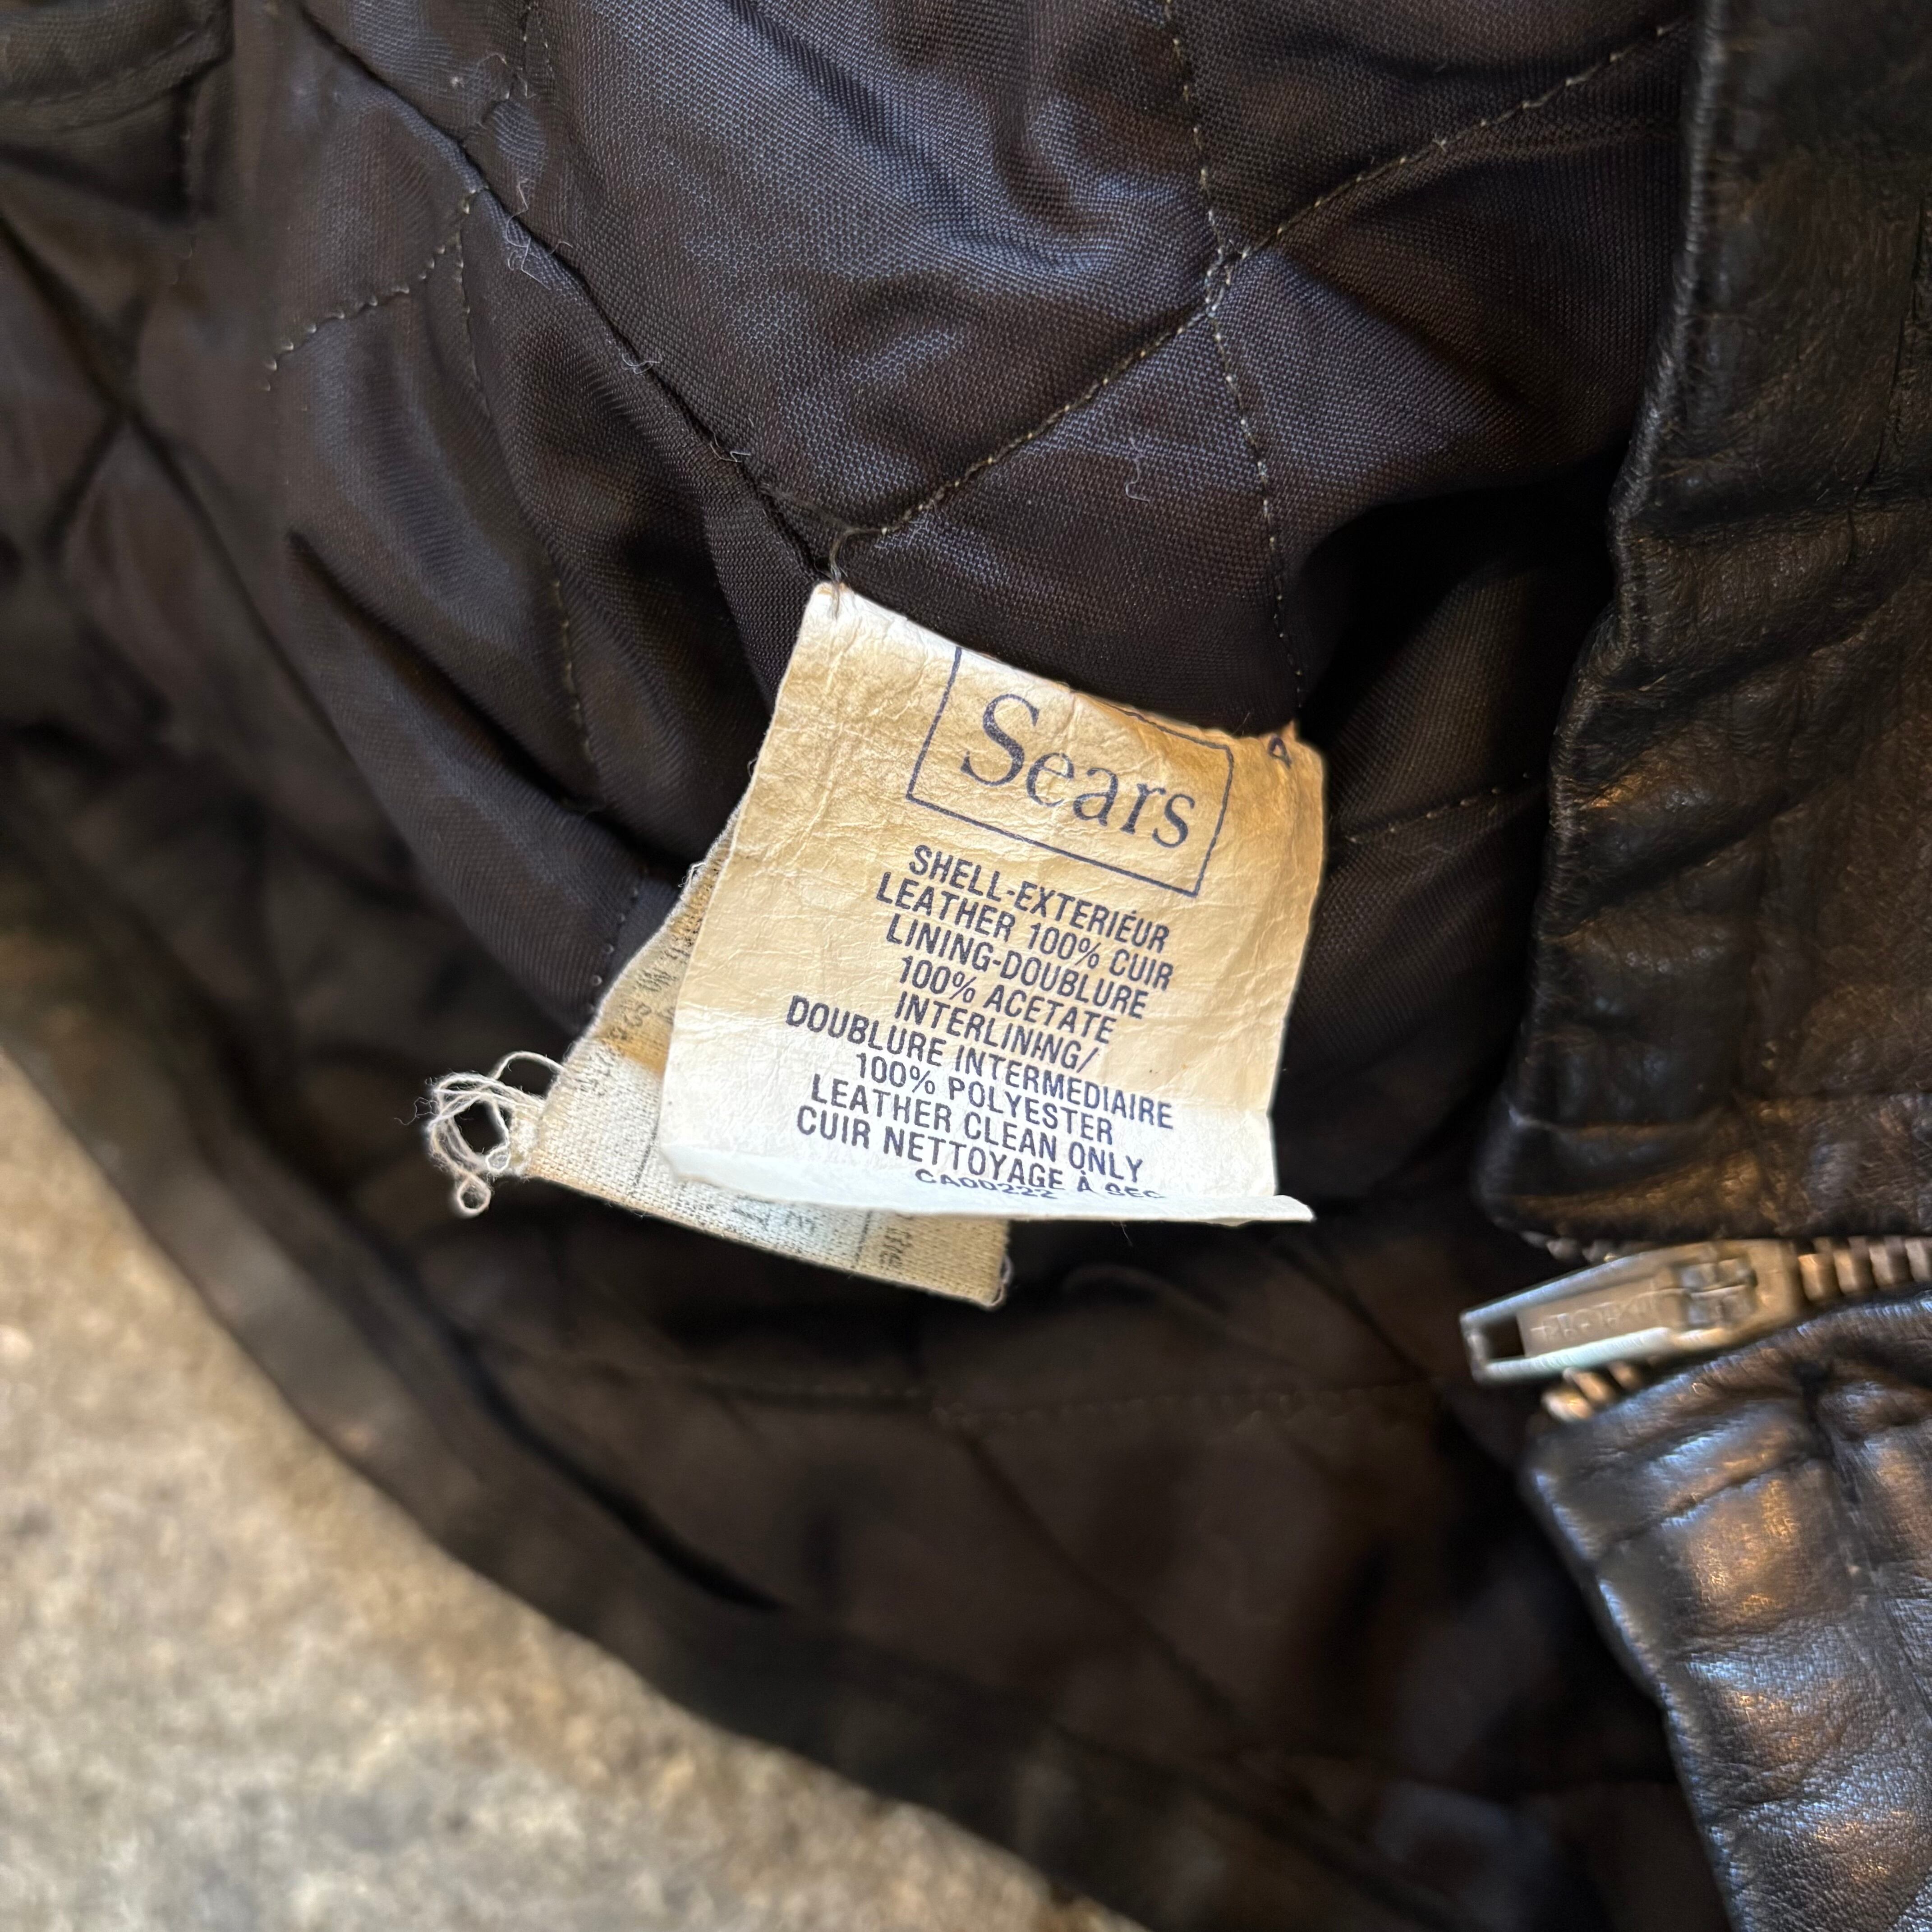 Sears
SHELL-EXTERIÉUR
LEATHER 100% CUIR
LINING-DOUBLURE
100% ACETATE
INTERLINING/
DOUBLURE INTERMEDIAIRE
100% POLYESTER
LEATHER CLEAN ONLY
CUIR NETTOYAGE À SEC
CA00222